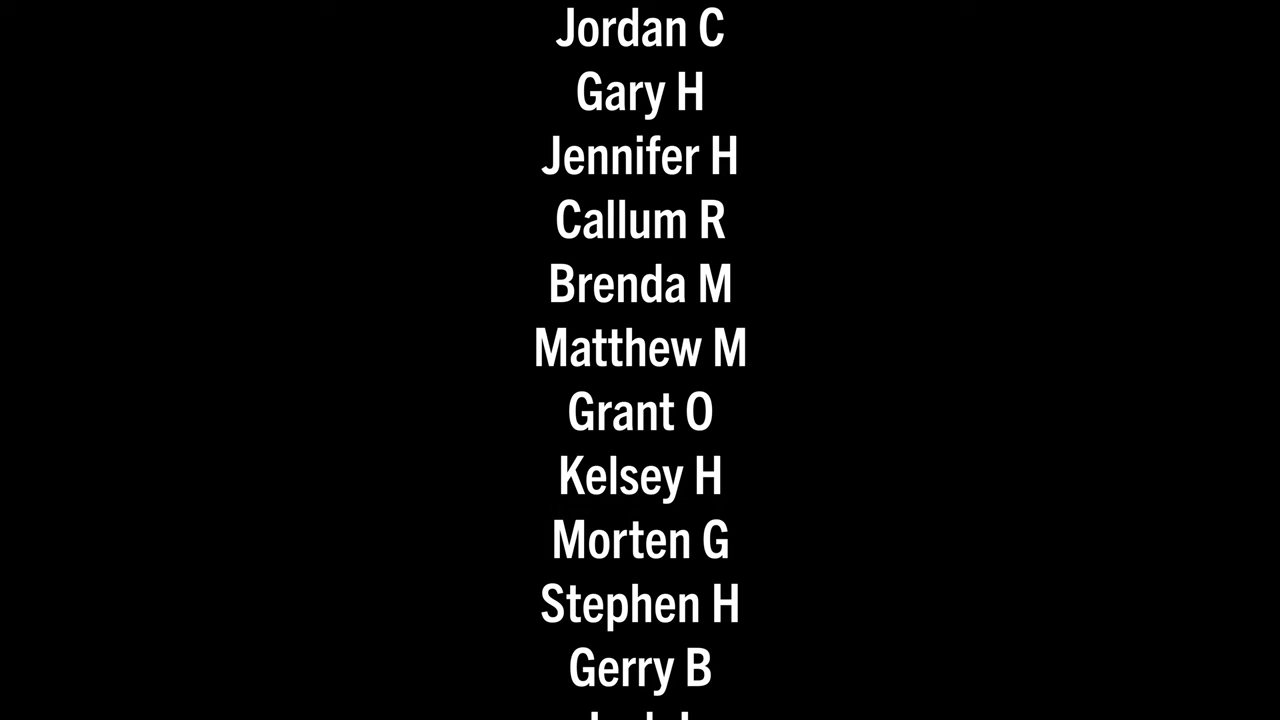 Jordan C
Gary H
Jennifer H
Callum R
Brenda M
Matthew M
Grant O
Kelsey H
Morten G
Stephen H
Gerry B